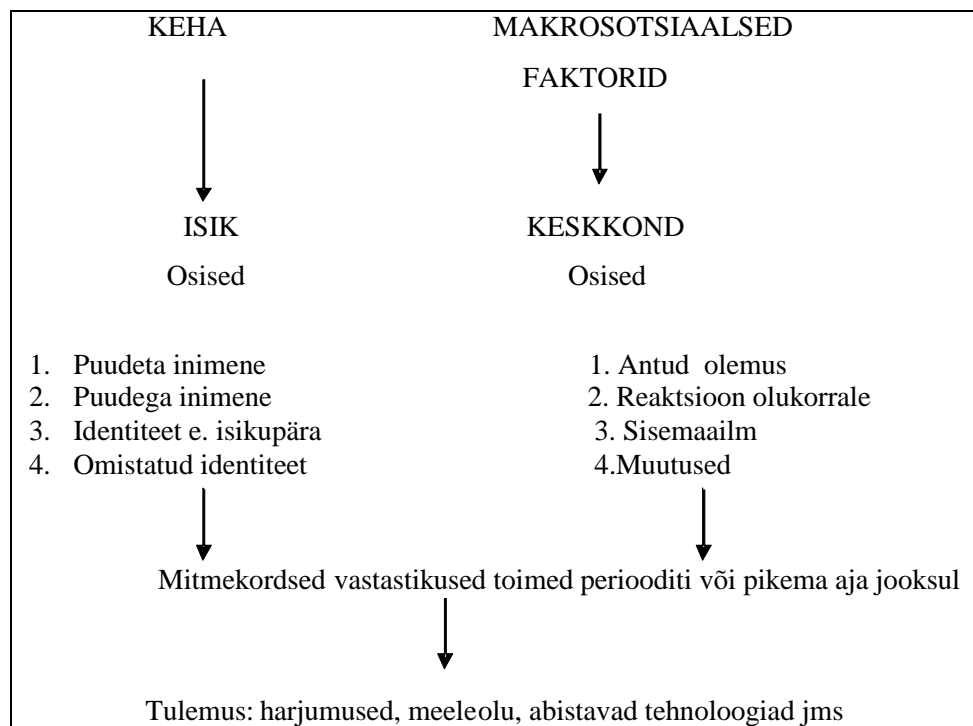 KEHA MAKROSOTSIAALSED
FAKTORID
ISIK KESKKOND
Osised Osised
1. Puudeta inimene 1. Antud olemus
2. Puudega inimene 2. Reaktsioon olukorrale
3. Identiteet e. isikupära 3. Sisemaailm
4. Omistatud identiteet 4.Muutused
Mitmekordsed vastastikused toimed periooditi või pikema aja jooksul
Tulemus: harjumused, meeleolu, abistavad tehnoloogiad jms